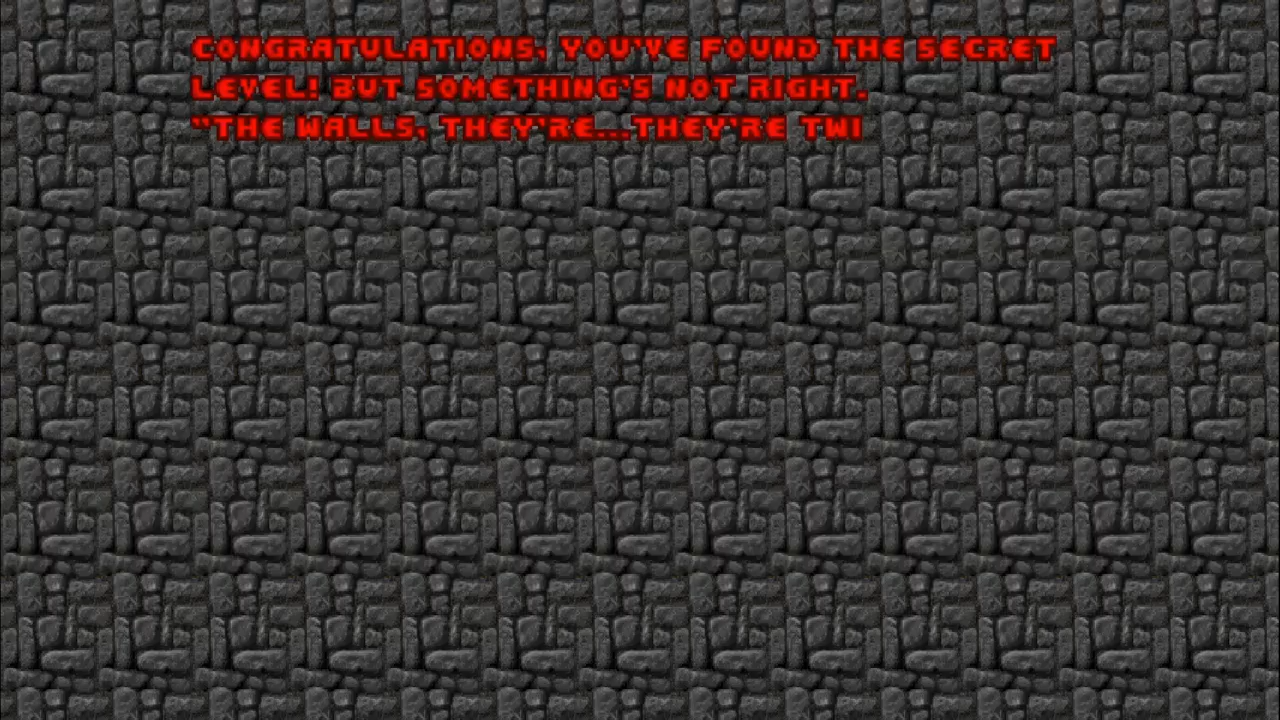 CONGRATULATIONS, YOU'VE FOUND THE SECRET
LEVEL! BUT SOMETHING'S NOT RIGHT.
"THE WALLS, THEY'RE...THEY'RE TWI